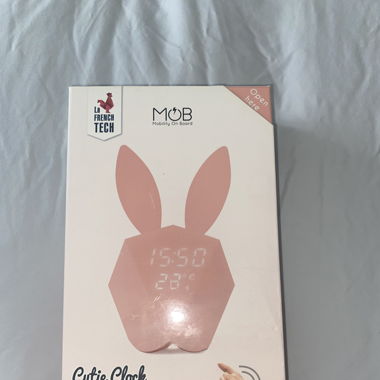 LA
FRENCH
TECH
MOB
Mobility On Board
Open
here
15:50
28°C
Cutie Clock